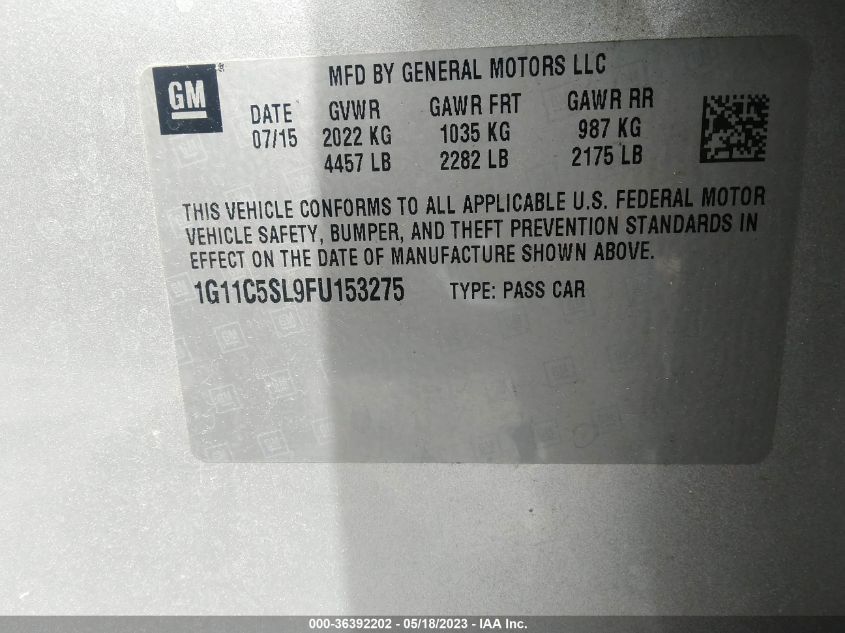 GM
MFD BY GENERAL MOTORS LLC
DATE GVWR GAWR FRT GAWR RR
07/15 2022 KG 1035 KG 987 KG
4457 LB 2282 LB 2175 LB
THIS VEHICLE CONFORMS TO ALL APPLICABLE U.S. FEDERAL MOTOR
VEHICLE SAFETY, BUMPER, AND THEFT PREVENTION STANDARDS IN
EFFECT ON THE DATE OF MANUFACTURE SHOWN ABOVE.
1G11C5SL9FU153275 TYPE: PASS CAR
000-36392202 - 05/18/2023 - IAA Inc.